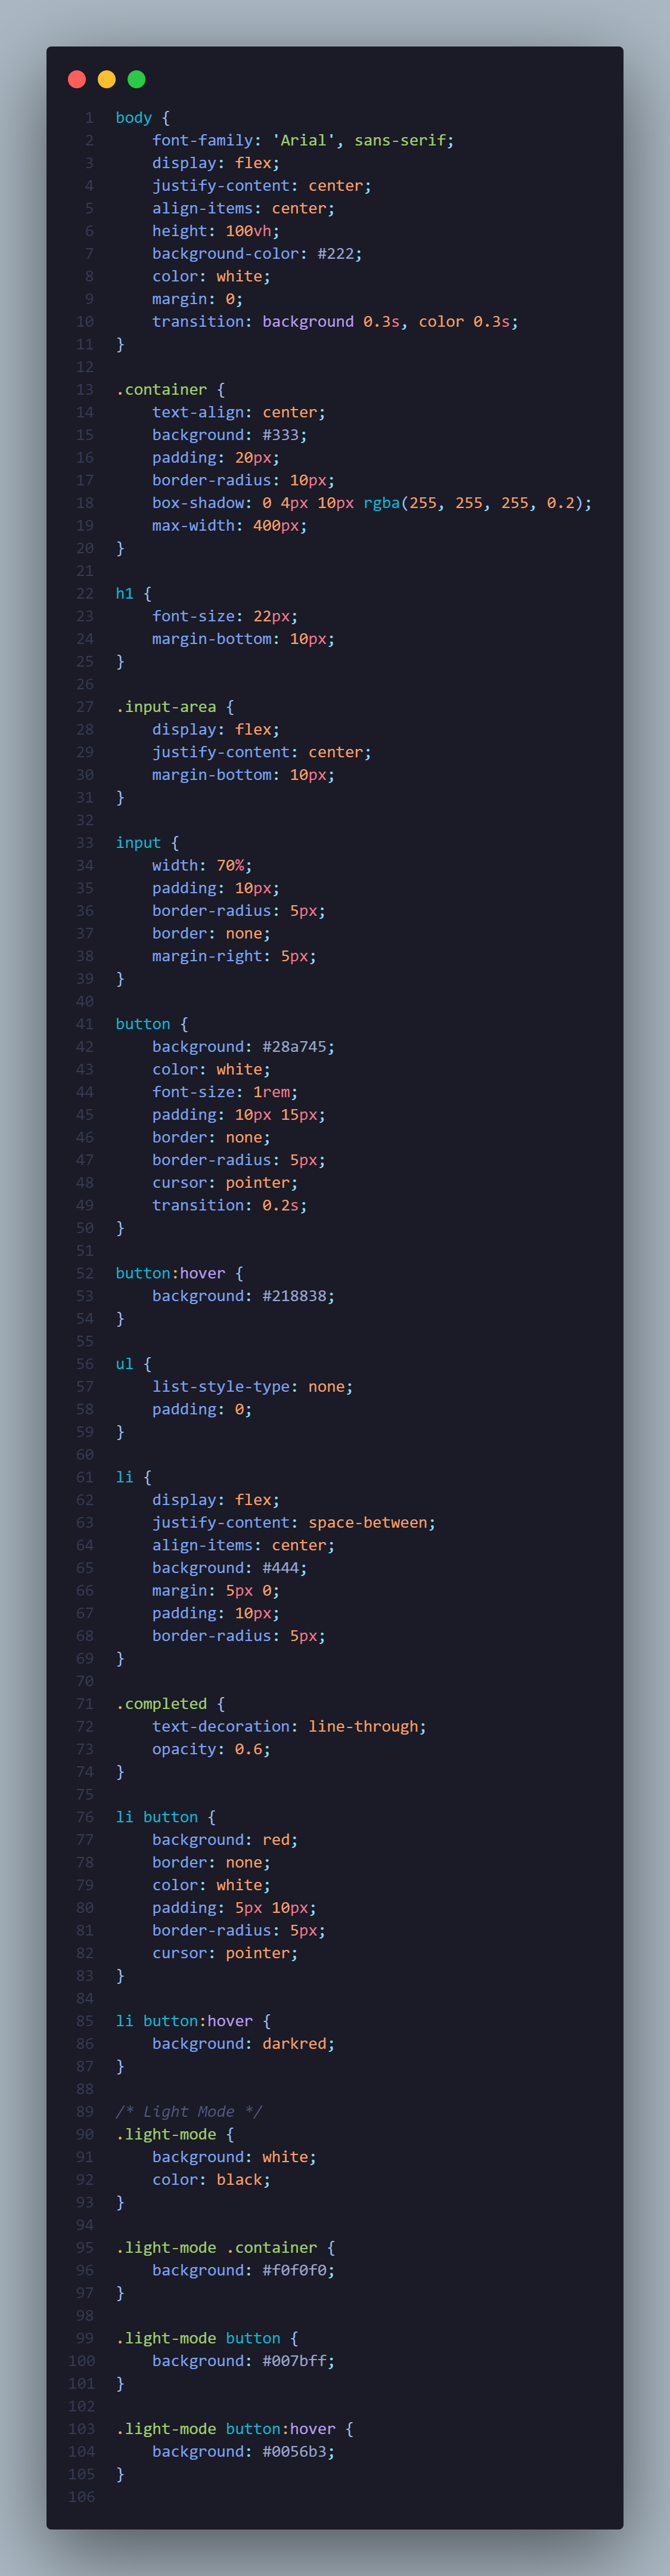 1 body {
2     font-family: 'Arial', sans-serif;
3     display: flex;
4     justify-content: center;
5     align-items: center;
6     height: 100vh;
7     background-color: #222;
8     color: white;
9     margin: 0;
10     transition: background 0.3s, color 0.3s;
11 }
12
13 .container {
14     text-align: center;
15     background: #333;
16     padding: 20px;
17     border-radius: 10px;
18     box-shadow: 0 4px 10px rgba(255, 255, 255, 0.2);
19     max-width: 400px;
20 }
21
22 h1 {
23     font-size: 22px;
24     margin-bottom: 10px;
25 }
26
27 .input-area {
28     display: flex;
29     justify-content: center;
30     margin-bottom: 10px;
31 }
32
33 input {
34     width: 70%;
35     padding: 10px;
36     border-radius: 5px;
37     border: none;
38     margin-right: 5px;
39 }
40
41 button {
42     background: #28a745;
43     color: white;
44     font-size: 1rem;
45     padding: 10px 15px;
46     border: none;
47     border-radius: 5px;
48     cursor: pointer;
49     transition: 0.2s;
50 }
51
52 button:hover {
53     background: #218838;
54 }
55
56 ul {
57     list-style-type: none;
58     padding: 0;
59 }
60
61 li {
62     display: flex;
63     justify-content: space-between;
64     align-items: center;
65     background: #444;
66     margin: 5px 0;
67     padding: 10px;
68     border-radius: 5px;
69 }
70
71 .completed {
72     text-decoration: line-through;
73     opacity: 0.6;
74 }
75
76 li button {
77     background: red;
78     border: none;
79     color: white;
80     padding: 5px 10px;
81     border-radius: 5px;
82     cursor: pointer;
83 }
84
85 li button:hover {
86     background: darkred;
87 }
88
89 /* Light Mode */
90 .light-mode {
91     background: white;
92     color: black;
93 }
94
95 .light-mode .container {
96     background: #f0f0f0;
97 }
98
99 .light-mode button {
100     background: #007bff;
101 }
102
103 .light-mode button:hover {
104     background: #0056b3;
105 }
106